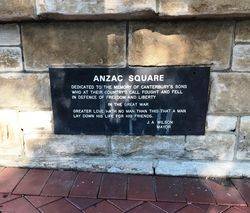 ANZAC SQUARE
DEDICATED TO THE MEMORY OF CANTERBURY'S SONS
WHO AT THEIR COUNTRY'S CALL FOUGHT AND FELL
IN DEFENCE OF FREEDOM AND LIBERTY
IN THE GREAT WAR
GREATER LOVE HATH NO MAN THAN THIS THAT A MAN
LAY DOWN HIS LIFE FOR HIS FRIENDS.
J.A. WILSON
MAYOR